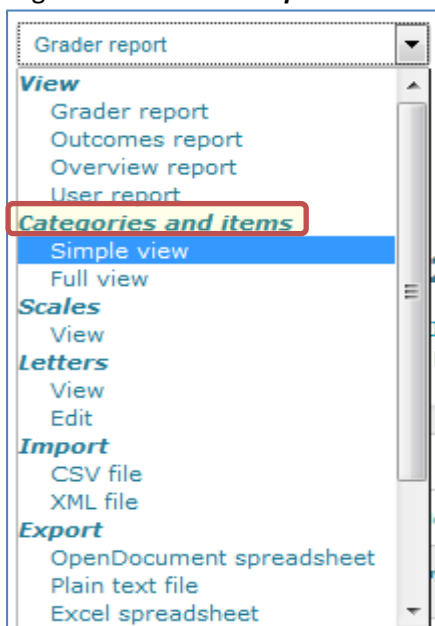 Grader report
View
Grader report
Outcomes report
Overview report
User report
Categories and items
Simple view
Full view
Scales
View
Letters
View
Edit
Import
CSV file
XML file
Export
OpenDocument spreadsheet
Plain text file
Excel spreadsheet